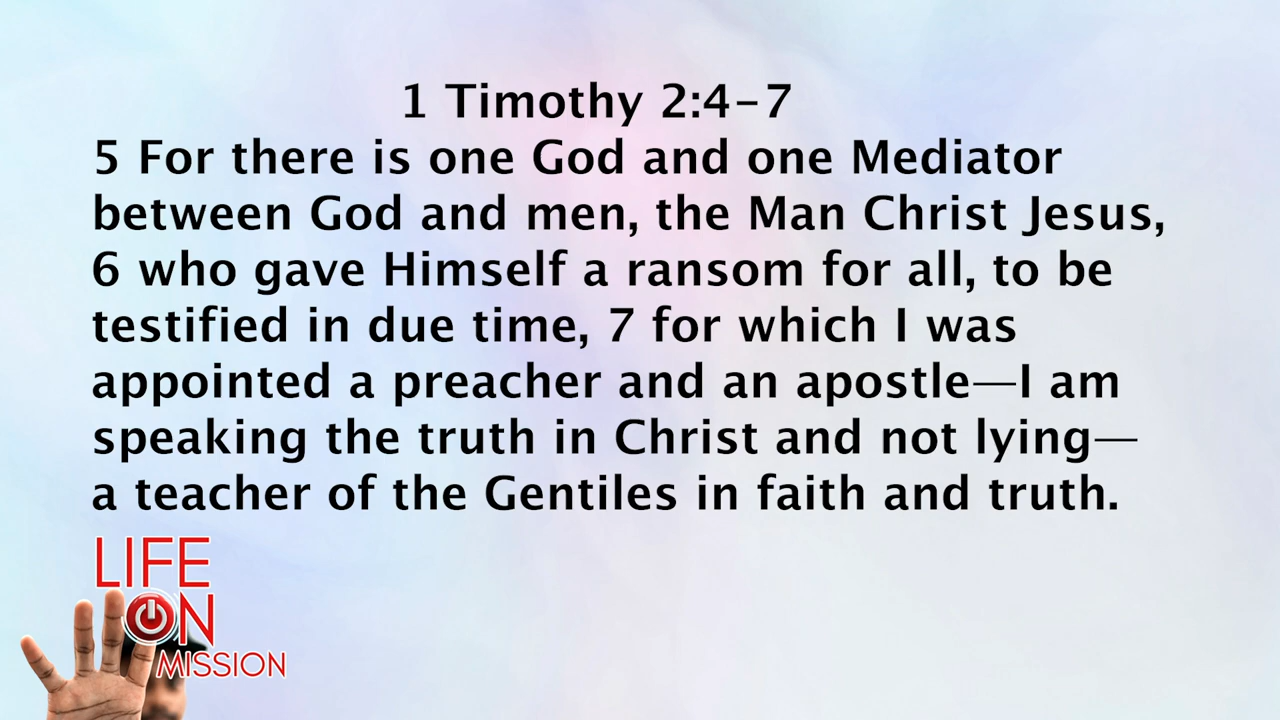 1 Timothy 2:4-7
5 For there is one God and one Mediator
between God and men, the Man Christ Jesus,
6 who gave Himself a ransom for all, to be
testified in due time, 7 for which I was
appointed a preacher and an apostle—I am
speaking the truth in Christ and not lying—
a teacher of the Gentiles in faith and truth.
LIFE
ON
MISSION